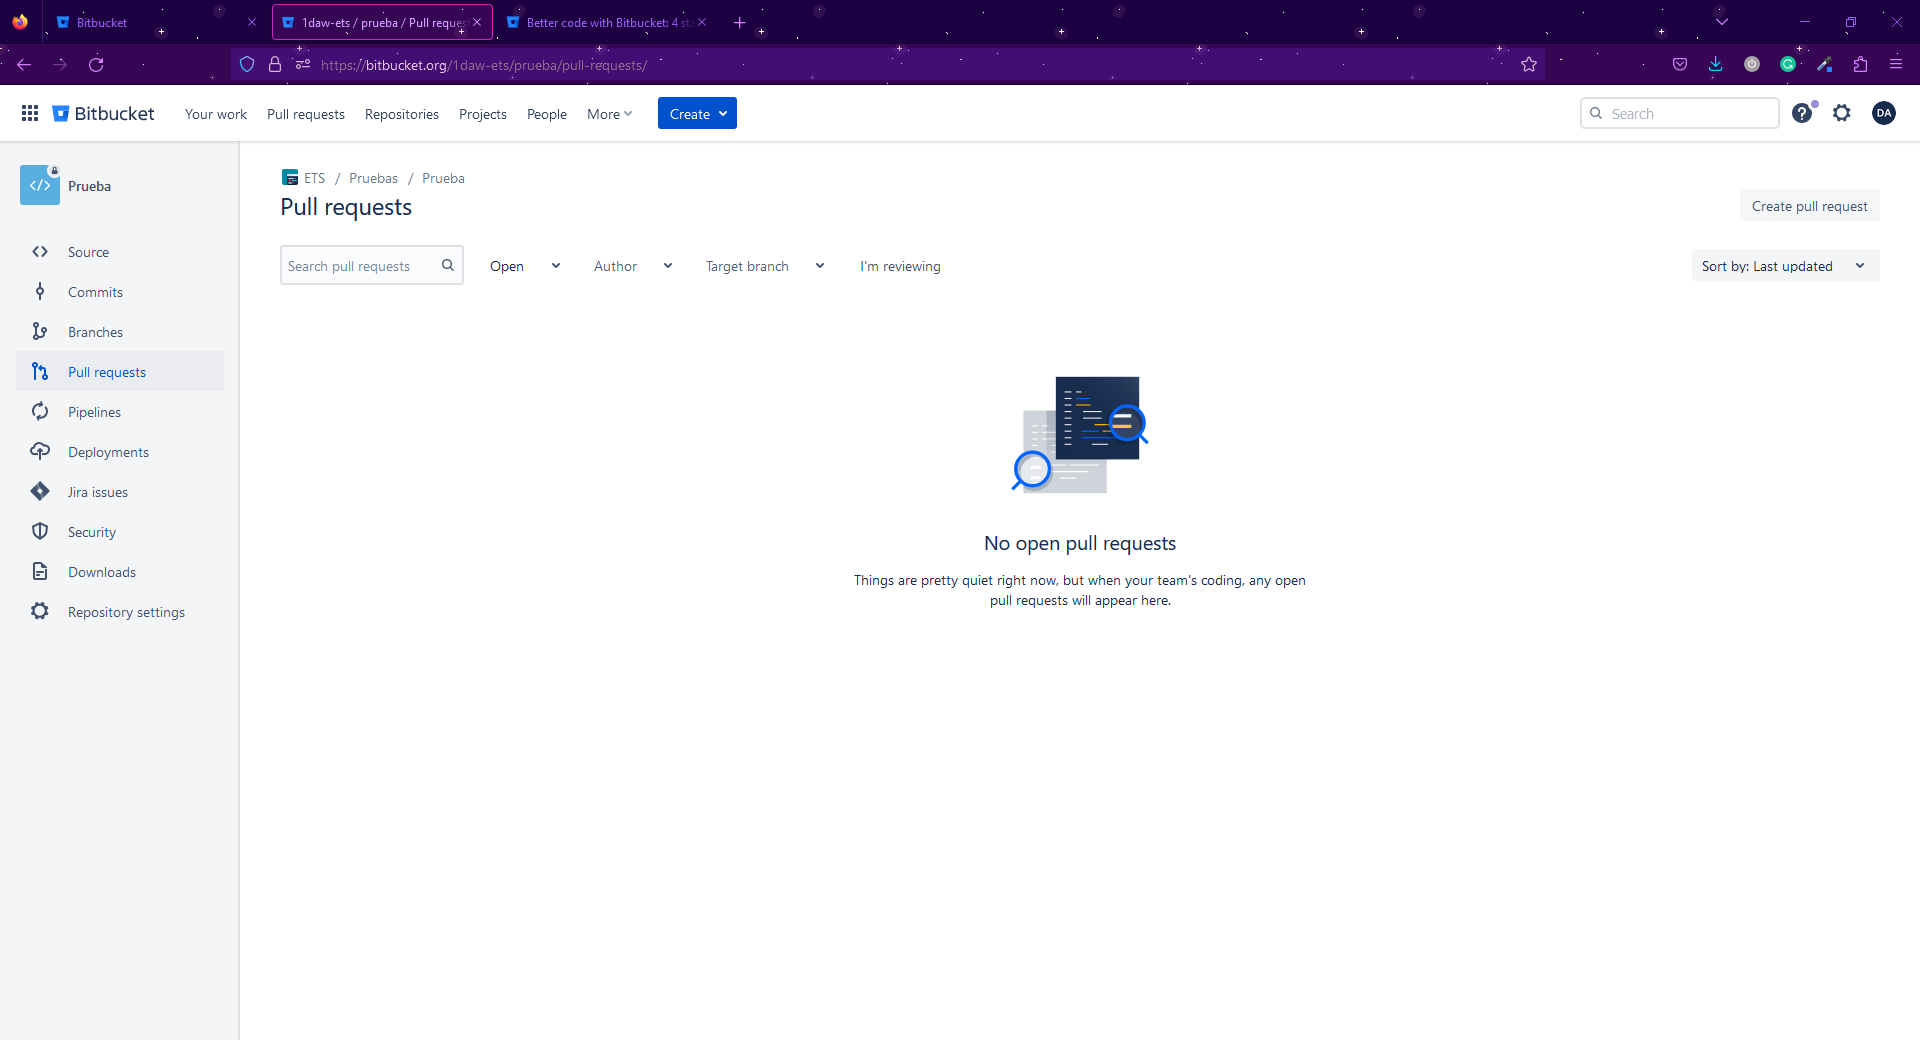 Bitbucket
1daw-ets / prueba / Pull reques
Better code with Bitbucket: 4 sta
https://bitbucket.org/1daw-ets/prueba/pull-requests/
Bitbucket
Your work
Pull requests
Repositories
Projects
People
More
Create
Search
DA
Prueba
Source
Commits
Branches
Pull requests
Pipelines
Deployments
Jira issues
Security
Downloads
Repository settings
ETS / Pruebas / Prueba
Pull requests
Create pull request
Search pull requests
Open
Author
Target branch
I'm reviewing
Sort by: Last updated
No open pull requests
Things are pretty quiet right now, but when your team's coding, any open
pull requests will appear here.